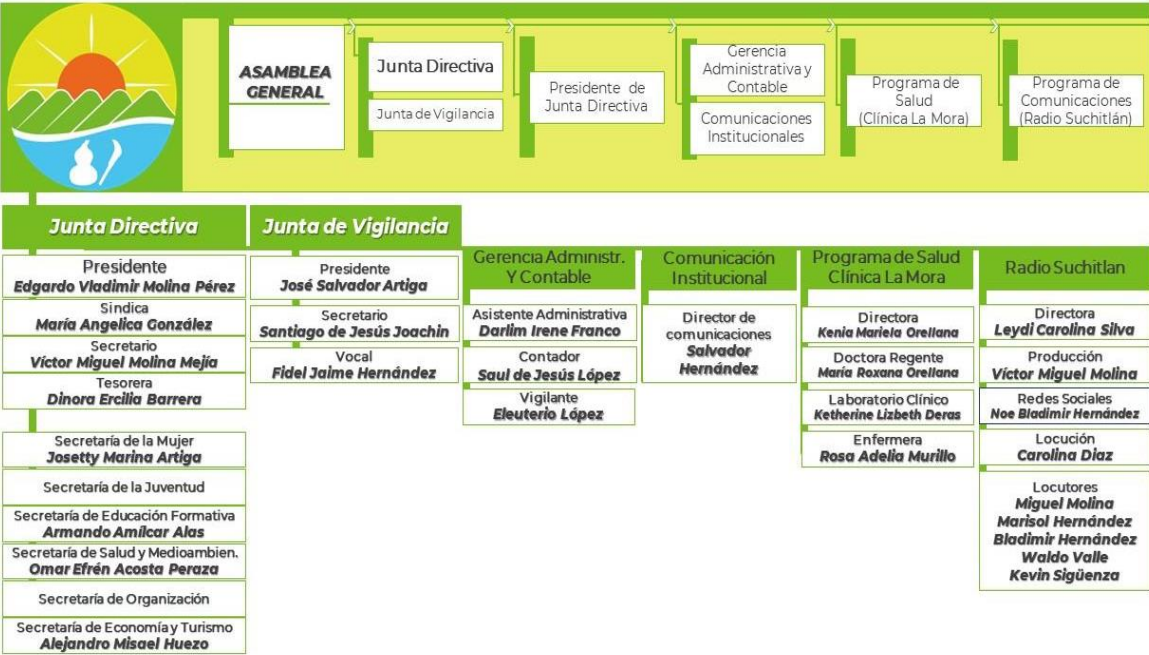 ASAMBLEA
GENERAL
Junta Directiva
Junta de Vigilancia
Presidente de
Junta Directiva
Gerencia
Administrativa y
Contable
Comunicaciones
Institucionales
Programa de
Salud
(Clínica La Mora)
Programa de
Comunicaciones
(Radio Suchitlán)
Junta Directiva
Presidente
Edgardo Vladimir Molina Pérez
Sindica
María Angelica González
Secretario
Víctor Miguel Molina Mejía
Tesorera
Dinora Ercilia Barrera
Secretaría de la Mujer
Josetty Marina Artiga
Secretaría de la Juventud
Secretaría de Educación Formativa
Armando Amílcar Alas
Secretaría de Salud y Medioambien.
Omar Efrén Acosta Peraza
Secretaría de Organización
Secretaría de Economía y Turismo
Alejandro Misael Huezo
Junta de Vigilancia
Presidente
José Salvador Artiga
Secretario
Santiago de Jesús Joachin
Vocal
Fidel Jaime Hernández
Gerencia Administr.
Y Contable
Asistente Administrativa
Darlim Irene Franco
Contador
Saul de Jesús López
Vigilante
Eleuterio López
Comunicación
Institucional
Director de
comunicaciones
Salvador
Hernández
Programa de Salud
Clínica La Mora
Directora
Kenia Mariela Orellana
Doctora Regente
María Roxana Orellana
Laboratorio Clínico
Ketherine Lizbeth Deras
Enfermera
Rosa Adelia Murillo
Radio Suchitlan
Directora
Leydi Carolina Silva
Producción
Víctor Miguel Molina
Redes Sociales
Noe Bladimir Hernández
Locución
Carolina Diaz
Locutores
Miguel Molina
Marisol Hernández
Bladimir Hernández
Waldo Valle
Kevin Sigüenza